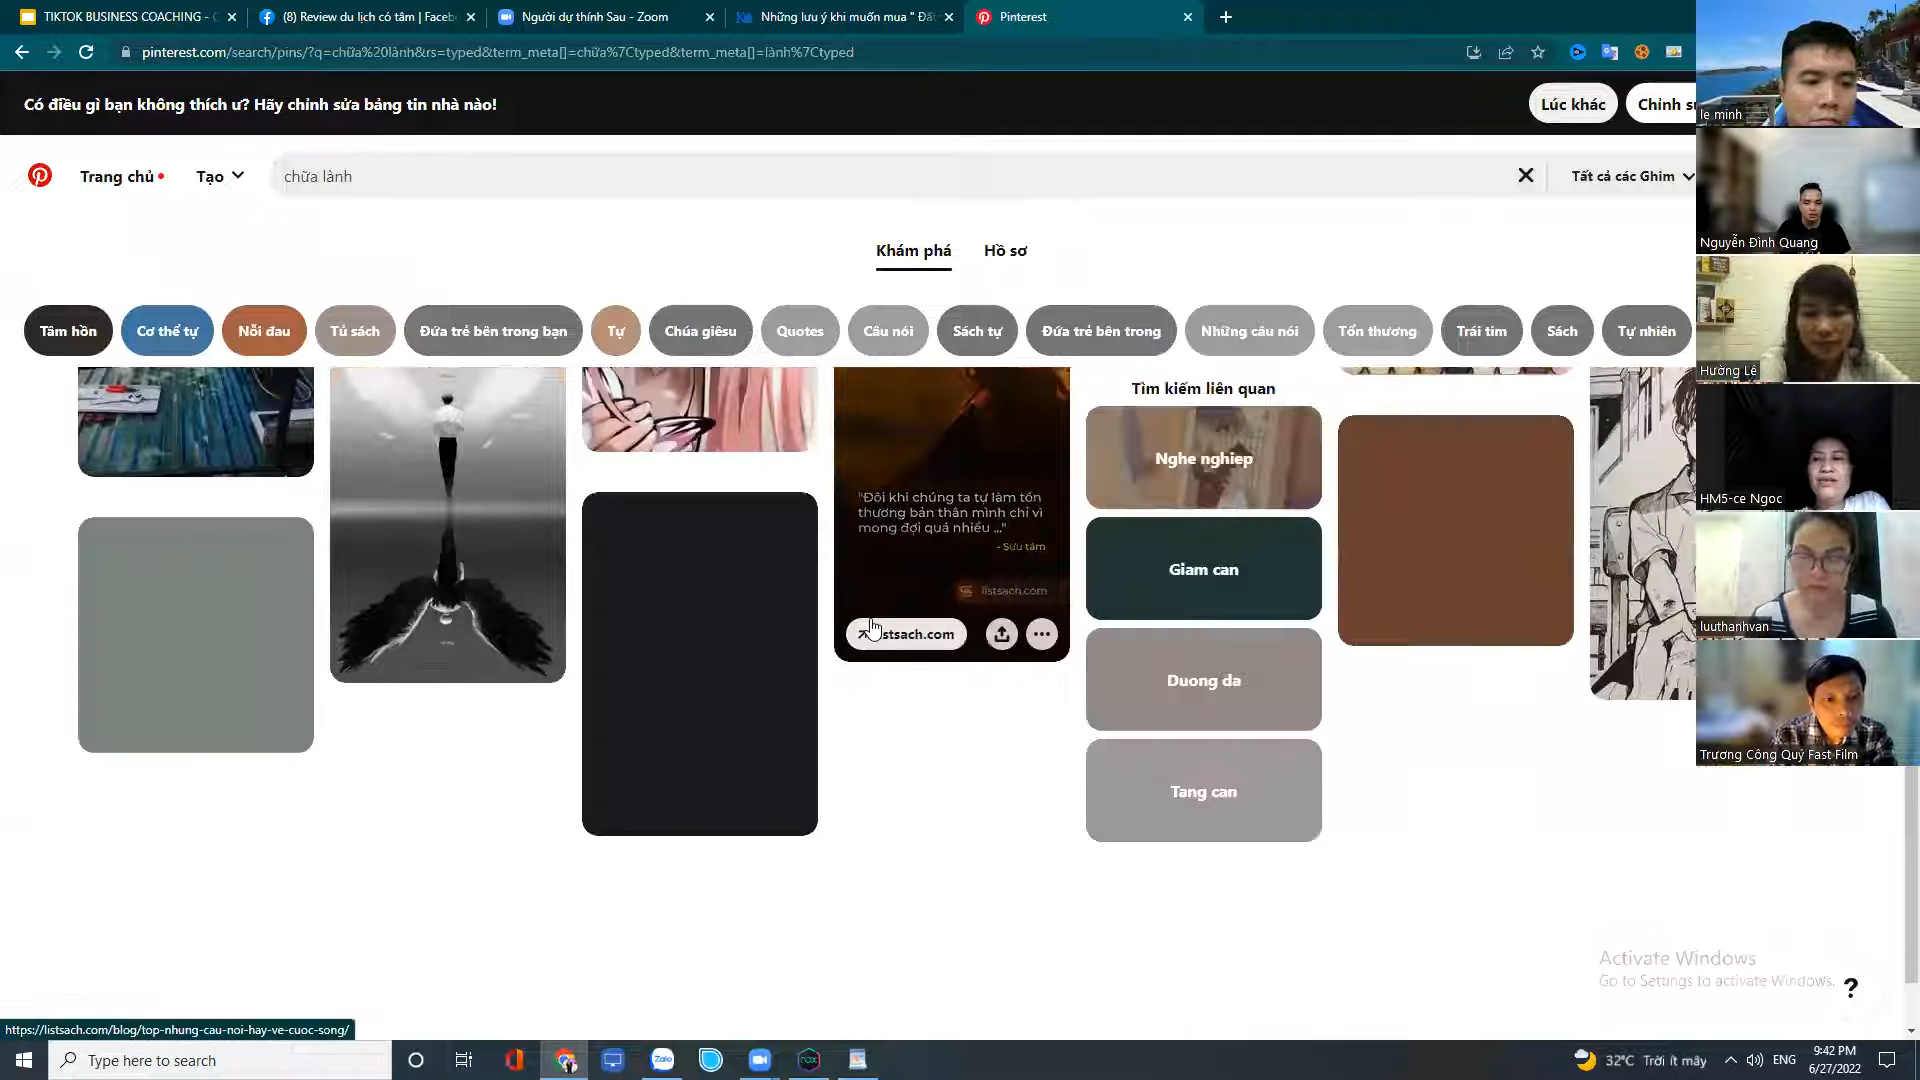 TIKTOK BUSINESS COACHING - C
(8) Review du lịch có tâm | Faceb
Người dự thính Sau - Zoom
Những lưu ý khi muốn mua " Đất
Pinterest
pinterest.com/search/pins/?q=chữa%20lành&rs=typed&term_meta[]=chữa%7Ctyped&term_meta[]=lành%7Ctyped
Có điều gì bạn không thích ư? Hãy chỉnh sửa bảng tin nhà nào!
Lúc khác
Chỉnh sử
Trang chủ
Tạo
chữa lành
Tất cả các Ghim
Khám phá
Hồ sơ
Tâm hồn
Cơ thể tự
Nỗi đau
Tủ sách
Đứa trẻ bên trong bạn
Tự
Chúa giêsu
Quotes
Câu nói
Sách tự
Đứa trẻ bên trong
Những câu nói
Tổn thương
Trái tim
Sách
Tự nhiên
"Đôi khi chúng ta tự làm tổn
thương bản thân mình chỉ vì
mong đợi quá nhiều ..."
- Sưu tầm
listsach.com
stsach.com
Tìm kiếm liên quan
Nghe nghiep
Giam can
Duong da
Tang can
le minh
Nguyễn Đình Quang
Hường Lê
HM5-ce Ngoc
luuthanhvan
Trương Công Quý Fast Film
Activate Windows
Go to Settings to activate Windows.
?
https://listsach.com/blog/top-nhung-cau-noi-hay-ve-cuoc-song/
Type here to search
Zalo
32°C Trời ít mây
ENG
9:42 PM
6/27/2022